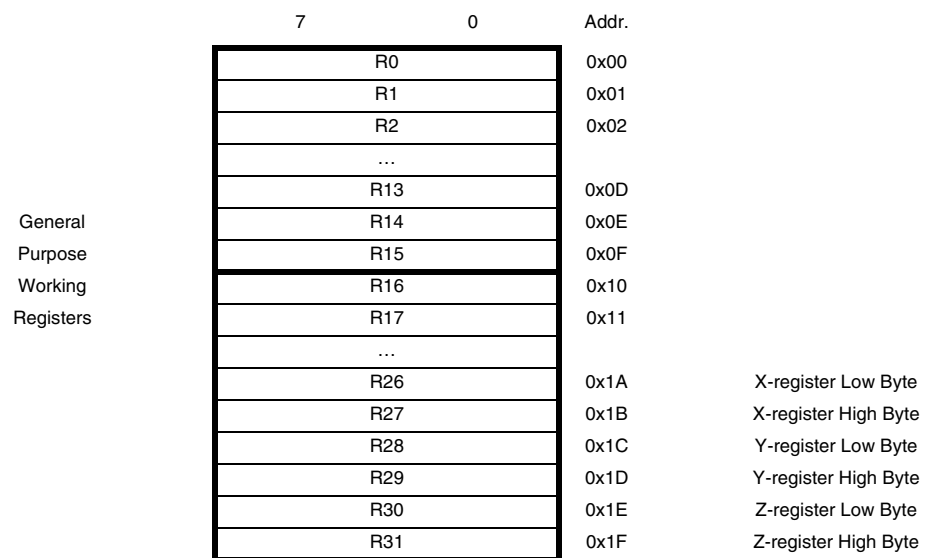 7 0 Addr.
R0 0x00
R1 0x01
R2 0x02
…
R13 0x0D
General R14 0x0E
Purpose R15 0x0F
Working R16 0x10
Registers R17 0x11
…
R26 0x1A X-register Low Byte
R27 0x1B X-register High Byte
R28 0x1C Y-register Low Byte
R29 0x1D Y-register High Byte
R30 0x1E Z-register Low Byte
R31 0x1F Z-register High Byte